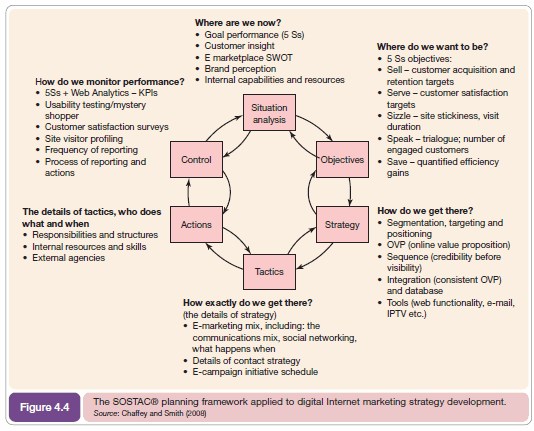 Where are we now?
• Goal performance (5 Ss)
• Customer insight
• E marketplace SWOT
• Brand perception
• Internal capabilities and resources
Where do we want to be?
• 5 Ss objectives:
• Sell – customer acquisition and
retention targets
• Serve – customer satisfaction
targets
• Sizzle – site stickiness, visit
duration
• Speak – trialogue; number of
engaged customers
• Save – quantified efficiency
gains
How do we monitor performance?
• 5Ss + Web Analytics – KPIs
• Usability testing/mystery
shopper
• Customer satisfaction surveys
• Site visitor profiling
• Frequency of reporting
• Process of reporting and
actions
Situation
analysis
Control
Objectives
Actions
Strategy
Tactics
The details of tactics, who does
what and when
• Responsibilities and structures
• Internal resources and skills
• External agencies
How do we get there?
• Segmentation, targeting and
positioning
• OVP (online value proposition)
• Sequence (credibility before
visibility)
• Integration (consistent OVP)
and database
• Tools (web functionality, e-mail,
IPTV etc.)
How exactly do we get there?
(the details of strategy)
• E-marketing mix, including: the
communications mix, social networking,
what happens when
• Details of contact strategy
• E-campaign initiative schedule
Figure 4.4
The SOSTAC® planning framework applied to digital Internet marketing strategy development.
Source: Chaffey and Smith (2008)